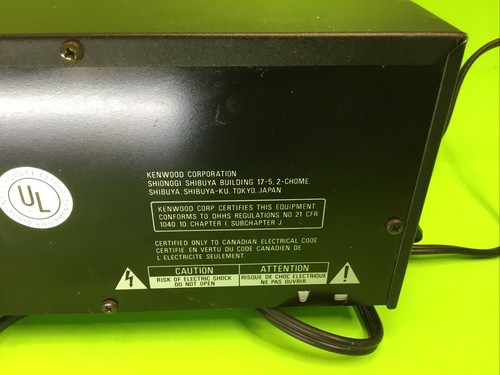 KENWOOD CORPORATION
SHIONOGI SHIBUYA BUILDING 17-5, 2-CHOME,
SHIBUYA, SHIBUYA-KU, TOKYO, JAPAN
KENWOOD CORP. CERTIFIES THIS EQUIPMENT
CONFORMS TO DHHS REGULATIONS NO. 21 CFR
1040. 10, CHAPTER I, SUBCHAPTER J.
UL
CERTIFIED ONLY TO CANADIAN ELECTRICAL CODE
CERTIFIÉ EN VERTU DU CODE CANADIEN DE
L'ÉLECTRICITÉ SEULEMENT
CAUTION
RISK OF ELECTRIC SHOCK
DO NOT OPEN
ATTENTION
RISQUE DE CHOC ELECTRIQUE
NE PAS OUVRIR